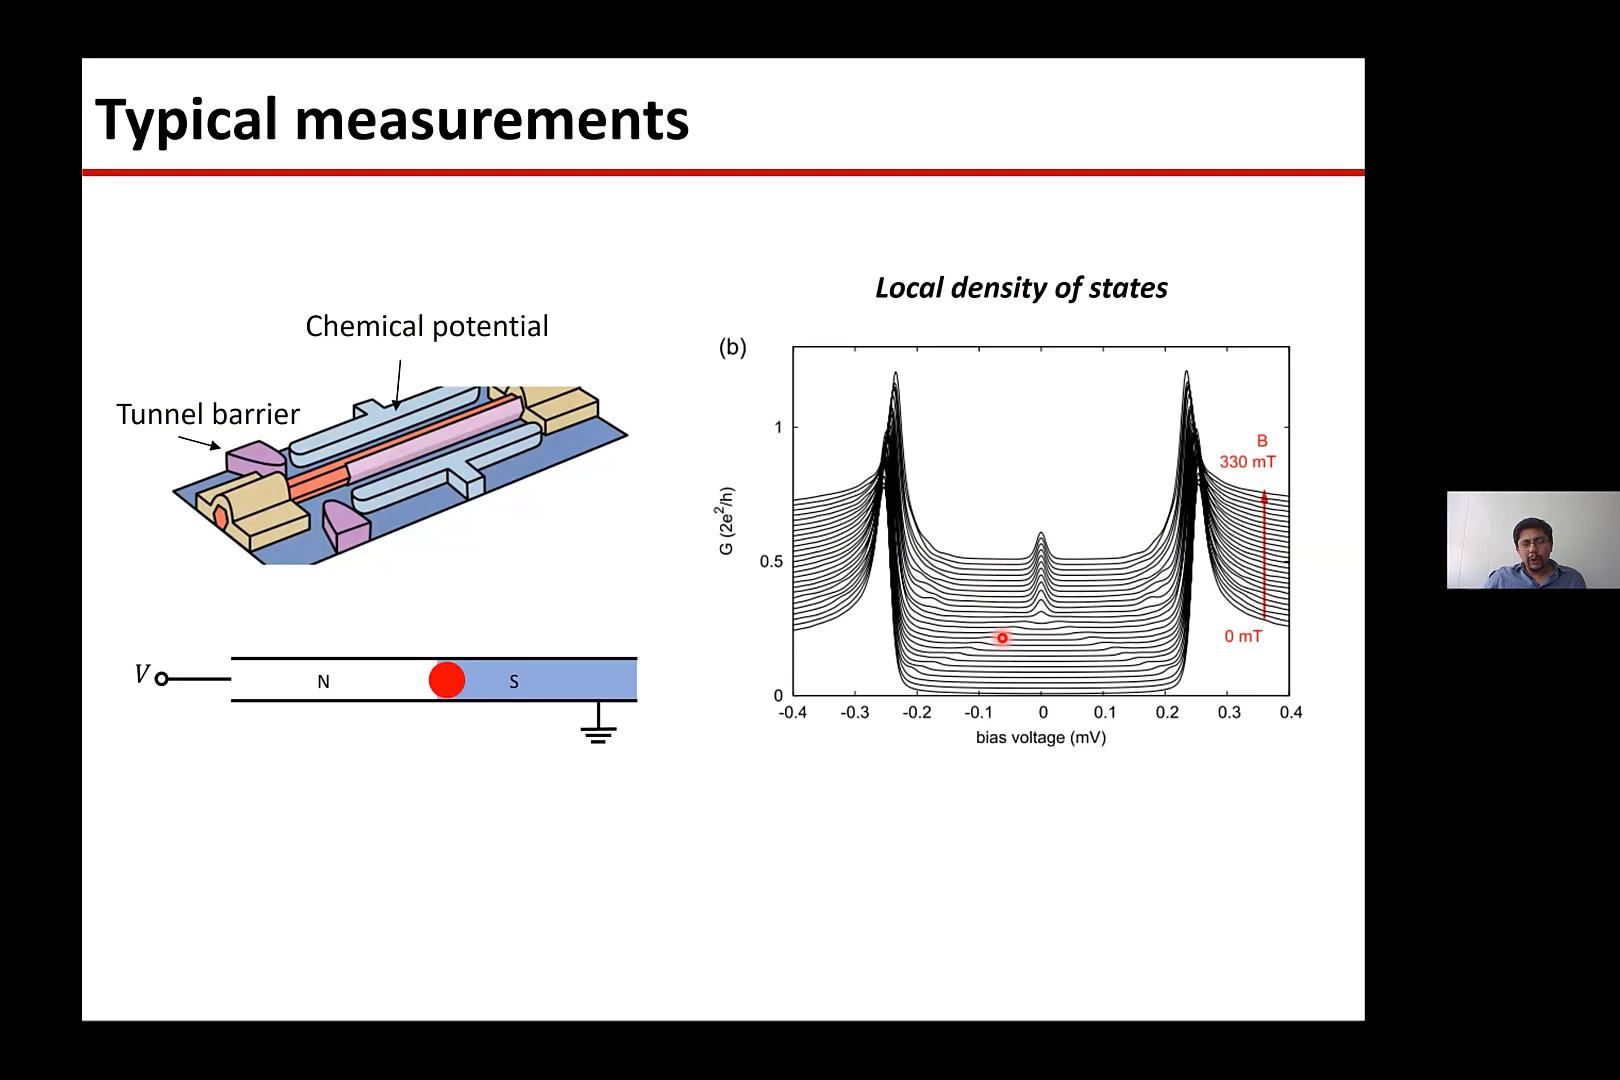 Typical measurements
Local density of states
Chemical potential
Tunnel barrier
(b)
G (2e²/h)
1
0.5
0
-0.4 -0.3 -0.2 -0.1 0 0.1 0.2 0.3 0.4
bias voltage (mV)
B
330 mT
0 mT
V
N
S